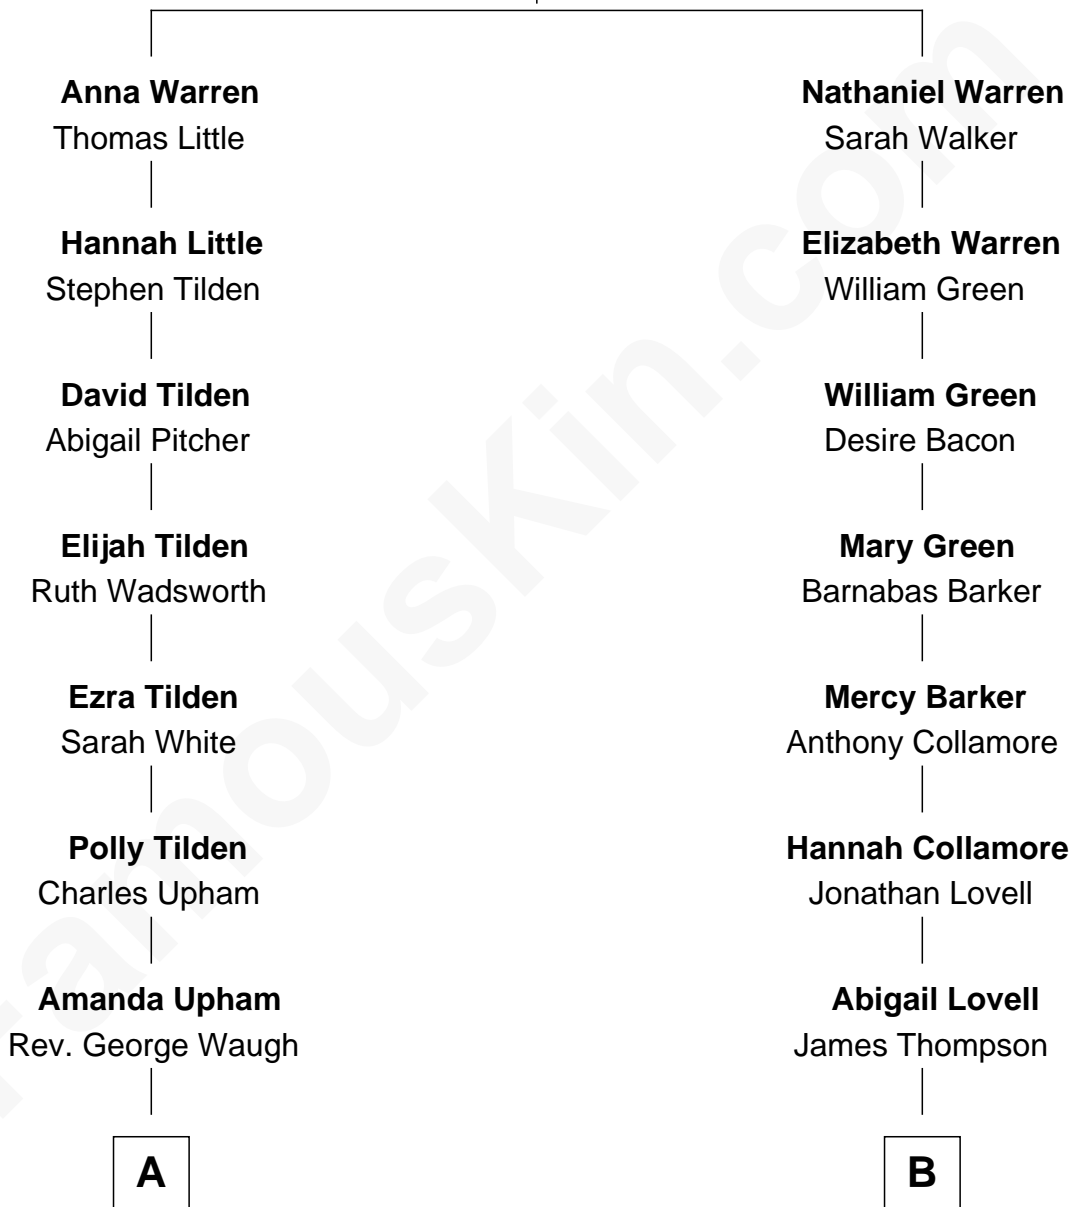 Anna Warren
Thomas Little
Nathaniel Warren
Sarah Walker
Hannah Little
Stephen Tilden
Elizabeth Warren
William Green
David Tilden
Abigail Pitcher
William Green
Desire Bacon
Elijah Tilden
Ruth Wadsworth
Mary Green
Barnabas Barker
Ezra Tilden
Sarah White
Mercy Barker
Anthony Collamore
Polly Tilden
Charles Upham
Hannah Collamore
Jonathan Lovell
Amanda Upham
Rev. George Waugh
Abigail Lovell
James Thompson
A
B
FamousKin.com